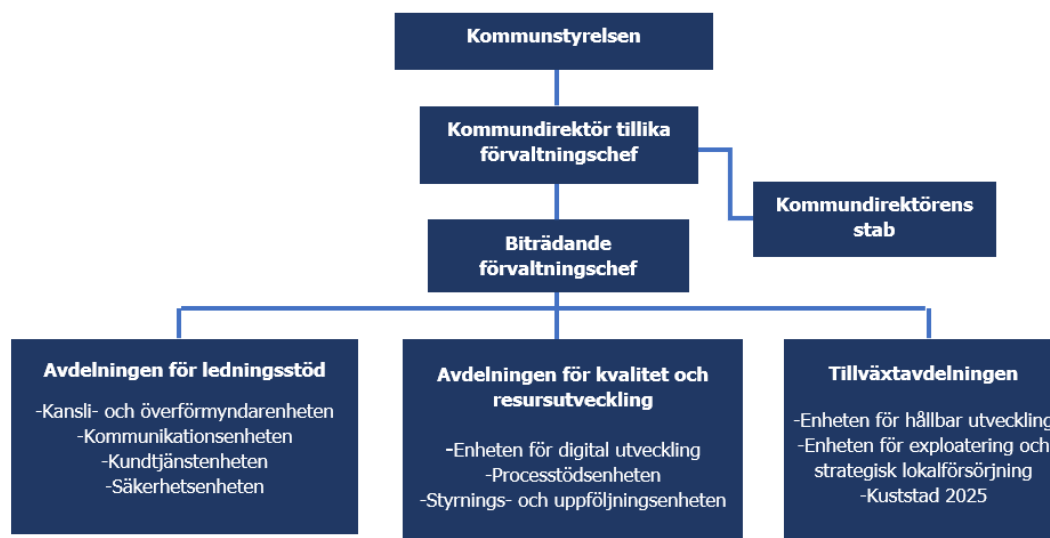 Kommunstyrelsen
Kommundirektör tillika
förvaltningschef
Kommundirektörens
stab
Biträdande
förvaltningschef
Avdelningen för ledningsstöd
-Kansli- och överförmyndarenheten
-Kommunikationsenheten
-Kundtjänstenheten
-Säkerhetsenheten
Avdelningen för kvalitet och
resursutveckling
-Enheten för digital utveckling
-Processtödsenheten
-Styrnings- och uppföljningsenheten
Tillväxtavdelningen
-Enheten för hållbar utveckling
-Enheten för exploatering och
strategisk lokalförsörjning
-Kuststad 2025